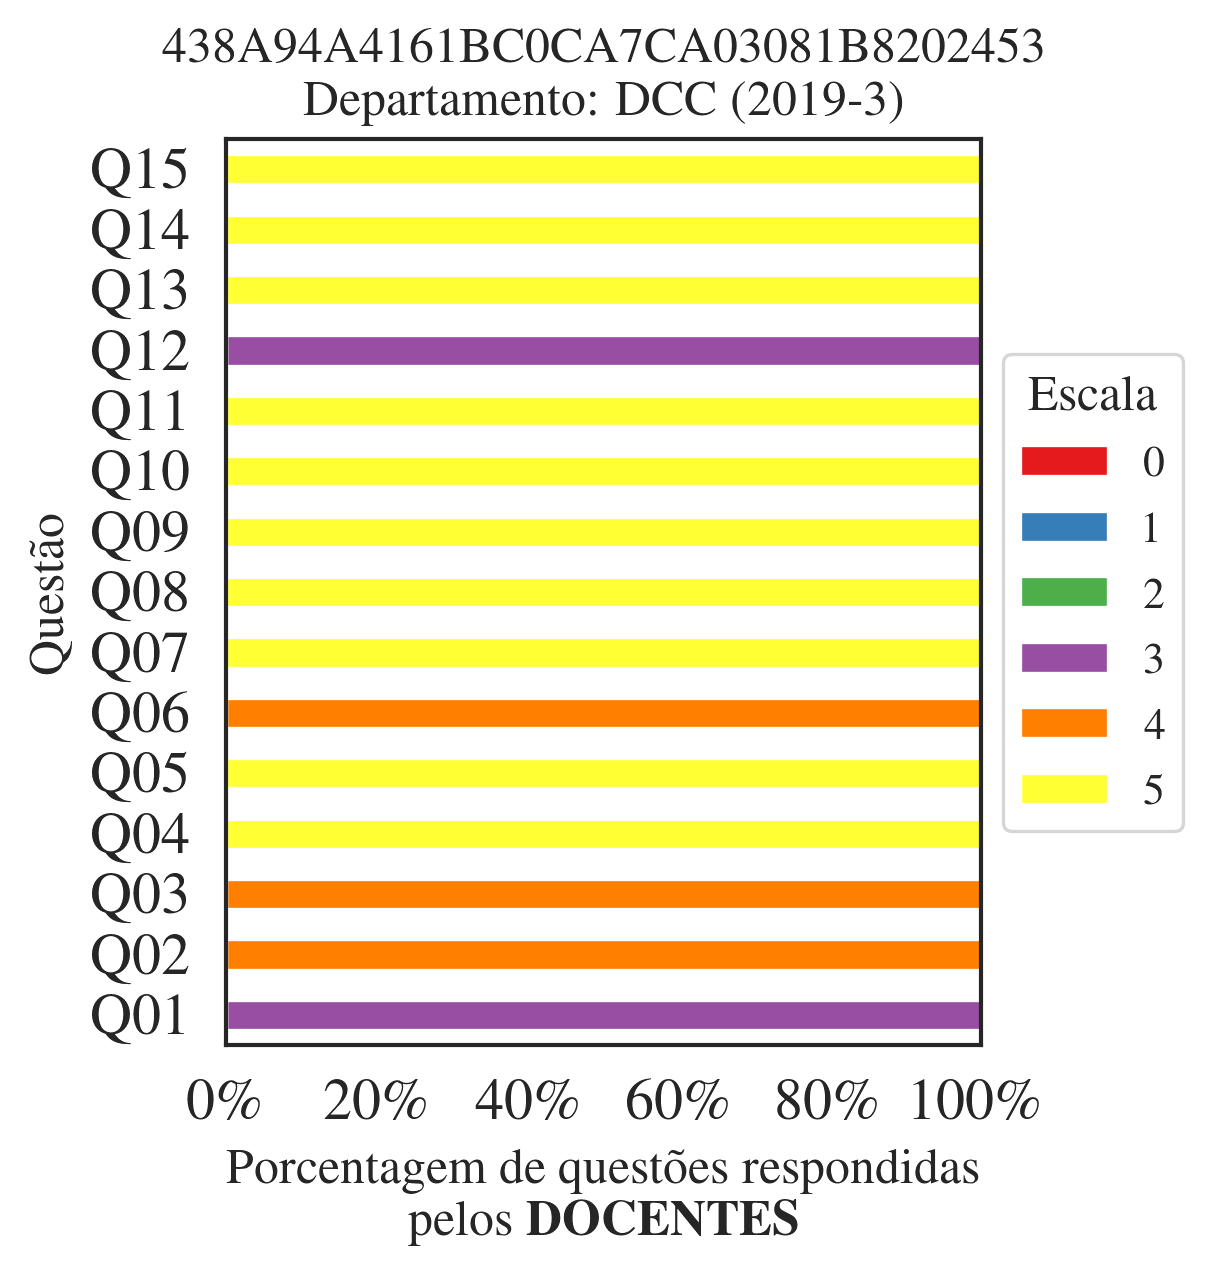 438A94A4161BC0CA7CA03081B8202453
Departamento: DCC (2019-3)
Q15
Q14
Q13
Q12
Q11
Q10
Q09
Q08
Q07
Q06
Q05
Q04
Q03
Q02
Q01
Questão
0% 20% 40% 60% 80% 100%
Porcentagem de questões respondidas
pelos DOCENTES
Escala
0
1
2
3
4
5